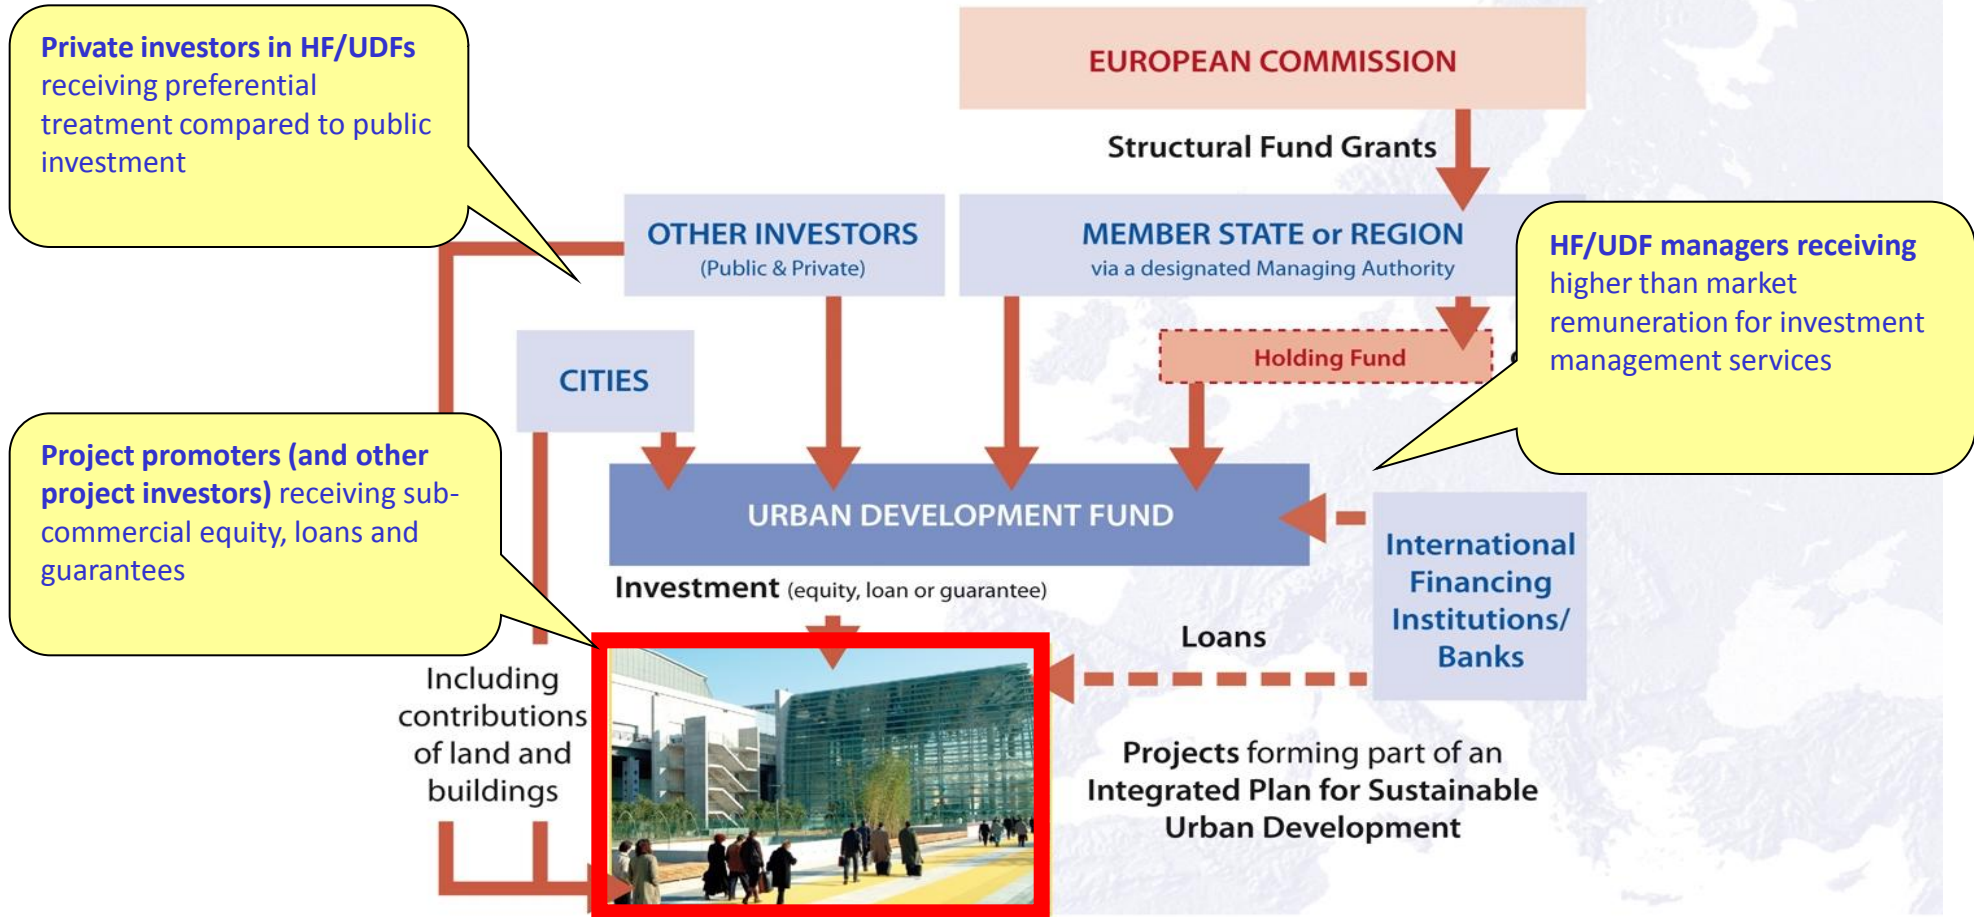 Private investors in HF/UDFs
receiving preferential
treatment compared to public
investment
EUROPEAN COMMISSION
Structural Fund Grants
OTHER INVESTORS
(Public & Private)
MEMBER STATE or REGION
via a designated Managing Authority
HF/UDF managers receiving
higher than market
remuneration for investment
management services
CITIES
Holding Fund
Project promoters (and other
project investors) receiving sub-
commercial equity, loans and
guarantees
URBAN DEVELOPMENT FUND
International
Financing
Institutions/
Banks
Investment (equity, loan or guarantee)
Loans
Including
contributions
of land and
buildings
Projects forming part of an
Integrated Plan for Sustainable
Urban Development